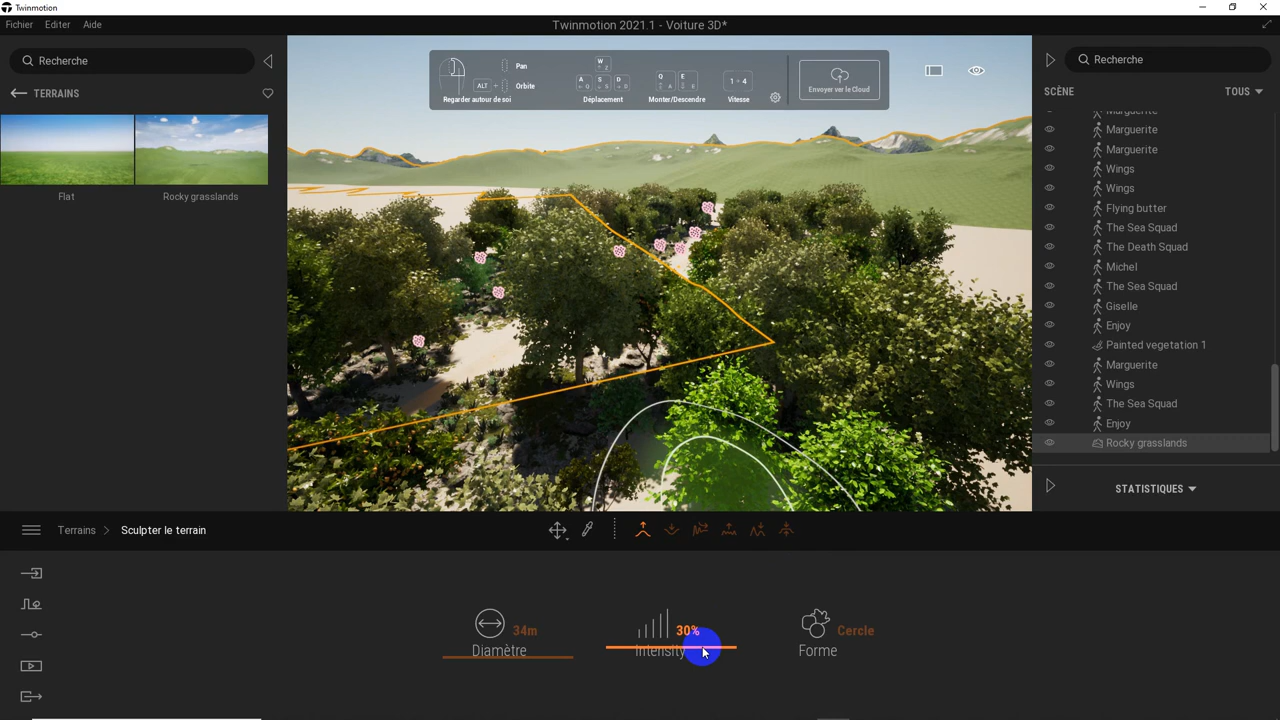 Twinmotion
Fichier Editer Aide
Twinmotion 2021.1 - Voiture 3D*
Recherche
TERRAINS
Flat
Rocky grasslands
Pan
ALT + Orbite
Regarder autour de soi
W Z
A Q S S D D
Déplacement
Q A E E
Monter/Descendre
1 - 4
Vitesse
Envoyer ver le Cloud
Recherche
SCÈNE TOUS
Marguerite
Marguerite
Marguerite
Wings
Wings
Flying butter
The Sea Squad
The Death Squad
Michel
The Sea Squad
Giselle
Enjoy
Painted vegetation 1
Marguerite
Wings
The Sea Squad
Enjoy
Rocky grasslands
STATISTIQUES
Terrains > Sculpter le terrain
34m
Diamètre
30%
Intensity
Cercle
Forme